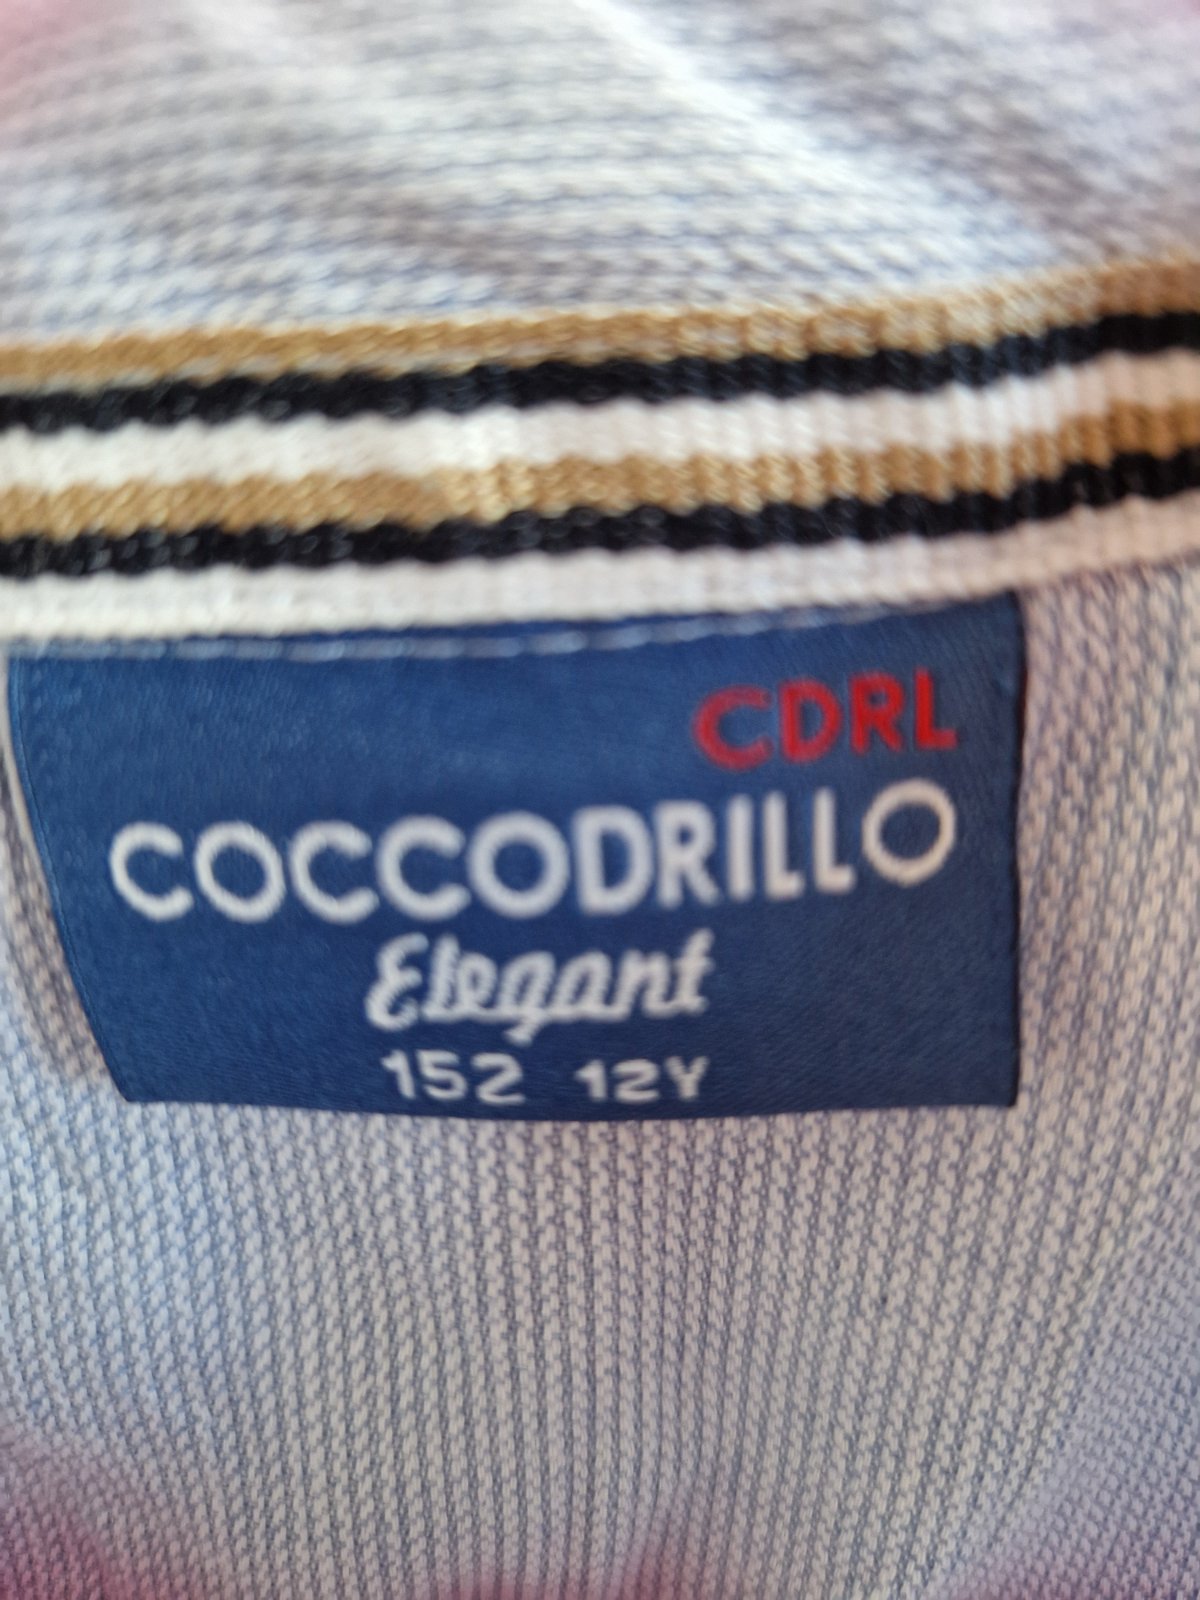 CDRL
COCCODRILLO
Elegant
152 12Y